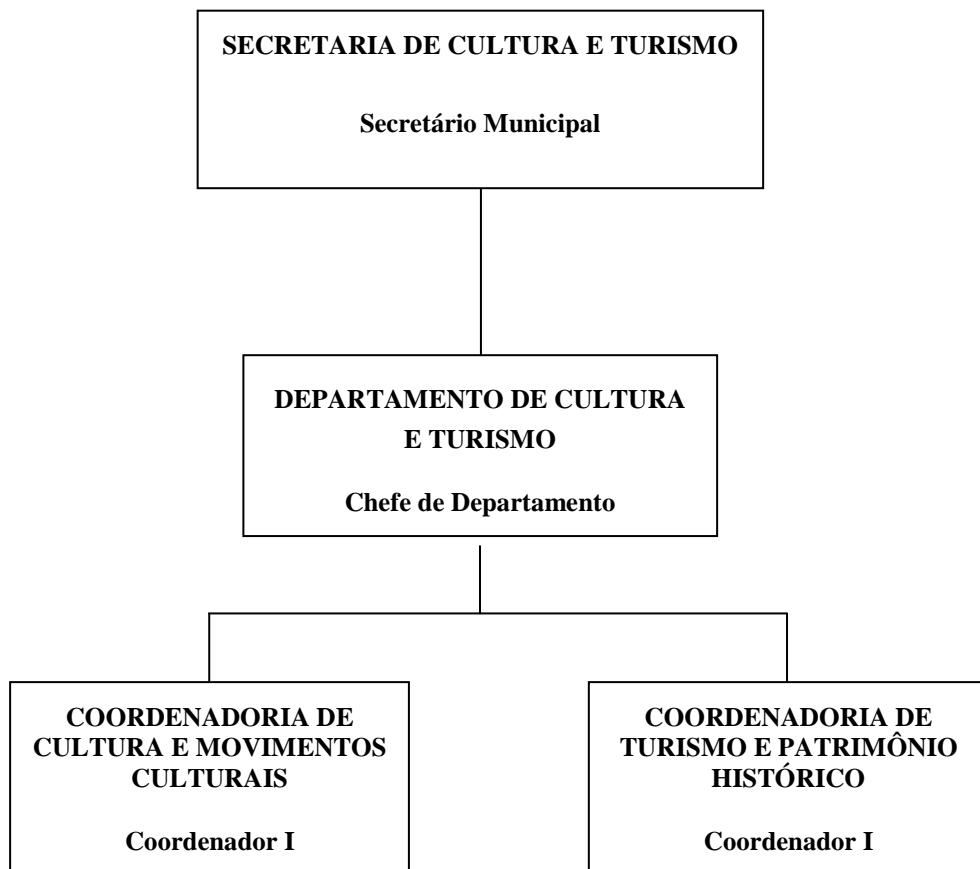 SECRETARIA DE CULTURA E TURISMO
Secretário Municipal
DEPARTAMENTO DE CULTURA
E TURISMO
Chefe de Departamento
COORDENADORIA DE
CULTURA E MOVIMENTOS
CULTURAIS
Coordenador I
COORDENADORIA DE
TURISMO E PATRIMÔNIO
HISTÓRICO
Coordenador I